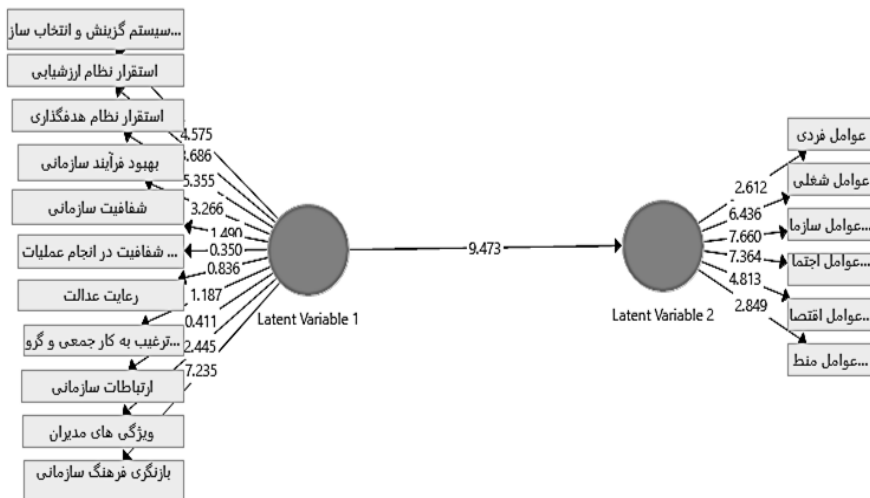 سیستم گزینش و انتخاب ساز...
استقرار نظام ارزشیابی
استقرار نظام هدفگذاری
بهبود فرآیند سازمانی
شفافیت سازمانی
شفافیت در انجام عملیات ...
رعایت عدالت
ترغیب به کار جمعی و گرو...
ارتباطات سازمانی
ویژگی های مدیران
بازنگری فرهنگ سازمانی
4.575
.686
5.355
3.266
1.490
0.350
0.836
1.187
0.411
2.445
7.235
Latent Variable 1
9.473
Latent Variable 2
2.612
6.436
7.660
7.364
4.813
2.849
عوامل فردی
عوامل شغلی
عوامل سازما...
عوامل اجتما...
عوامل اقتصا...
عوامل منط...